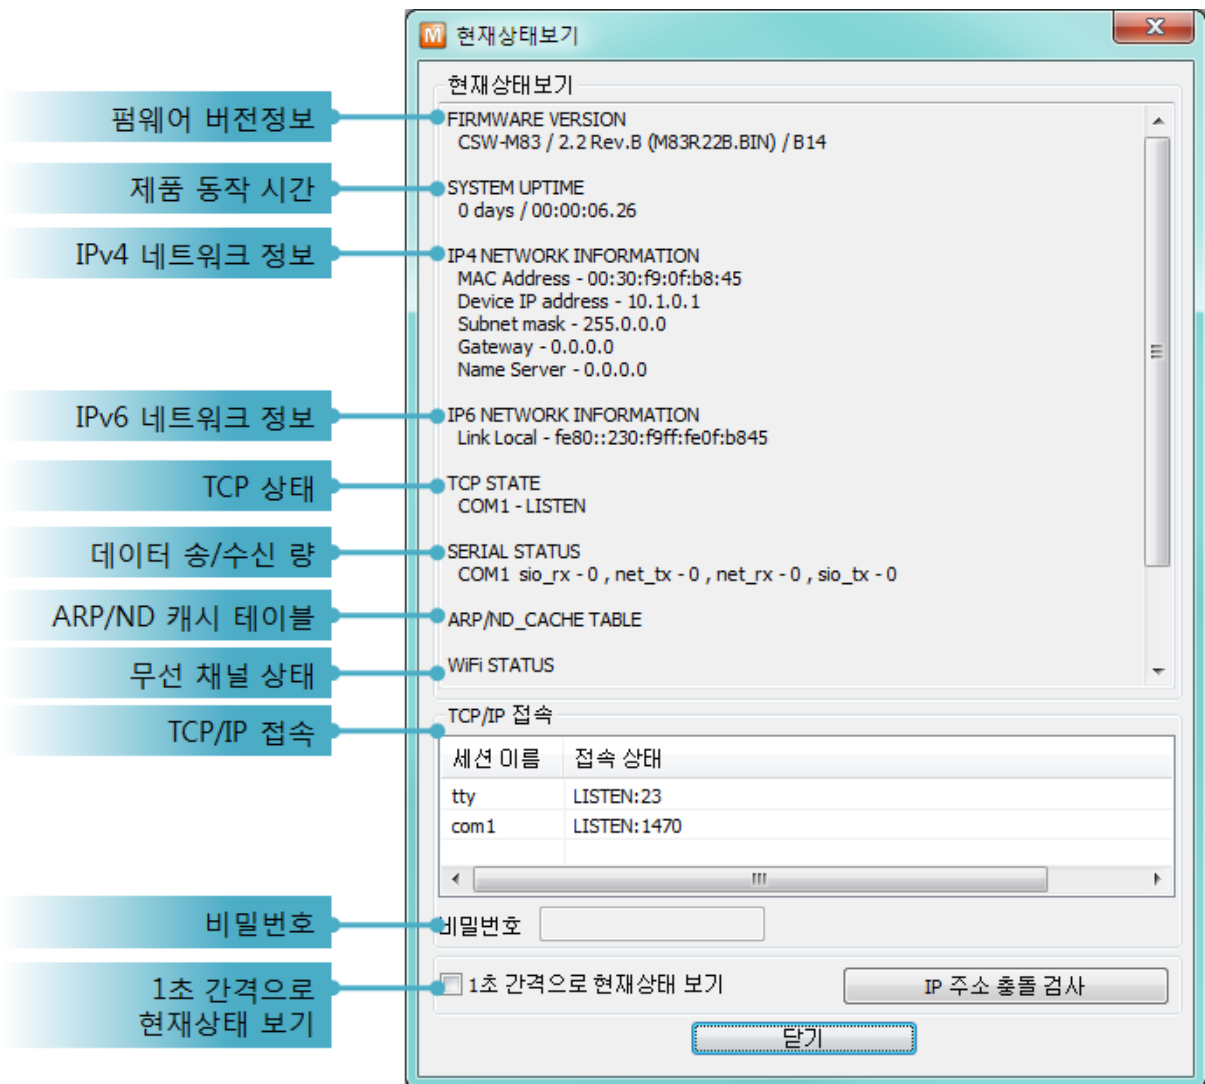 현재상태보기
현재상태보기
펌웨어 버전정보
FIRMWARE VERSION
CSW-M83 / 2.2 Rev.B (M83R22B.BIN) / B14
제품 동작 시간
SYSTEM UPTIME
0 days / 00:00:06.26
IPv4 네트워크 정보
IP4 NETWORK INFORMATION
MAC Address - 00:30:f9:0f:b8:45
Device IP address - 10.1.0.1
Subnet mask - 255.0.0.0
Gateway - 0.0.0.0
Name Server - 0.0.0.0
IPv6 네트워크 정보
IP6 NETWORK INFORMATION
Link Local - fe80::230:f9ff:fe0f:b845
TCP 상태
TCP STATE
COM1 - LISTEN
데이터 송/수신 량
SERIAL STATUS
COM1 sio_rx - 0 , net_tx - 0 , net_rx - 0 , sio_tx - 0
ARP/ND 캐시 테이블
ARP/ND_CACHE TABLE
무선 채널 상태
WiFi STATUS
TCP/IP 접속
TCP/IP 접속
세션 이름 접속 상태
tty LISTEN:23
com1 LISTEN:1470
비밀번호
비밀번호
1초 간격으로
현재상태 보기
1초 간격으로 현재상태 보기
IP 주소 충돌 검사
닫기